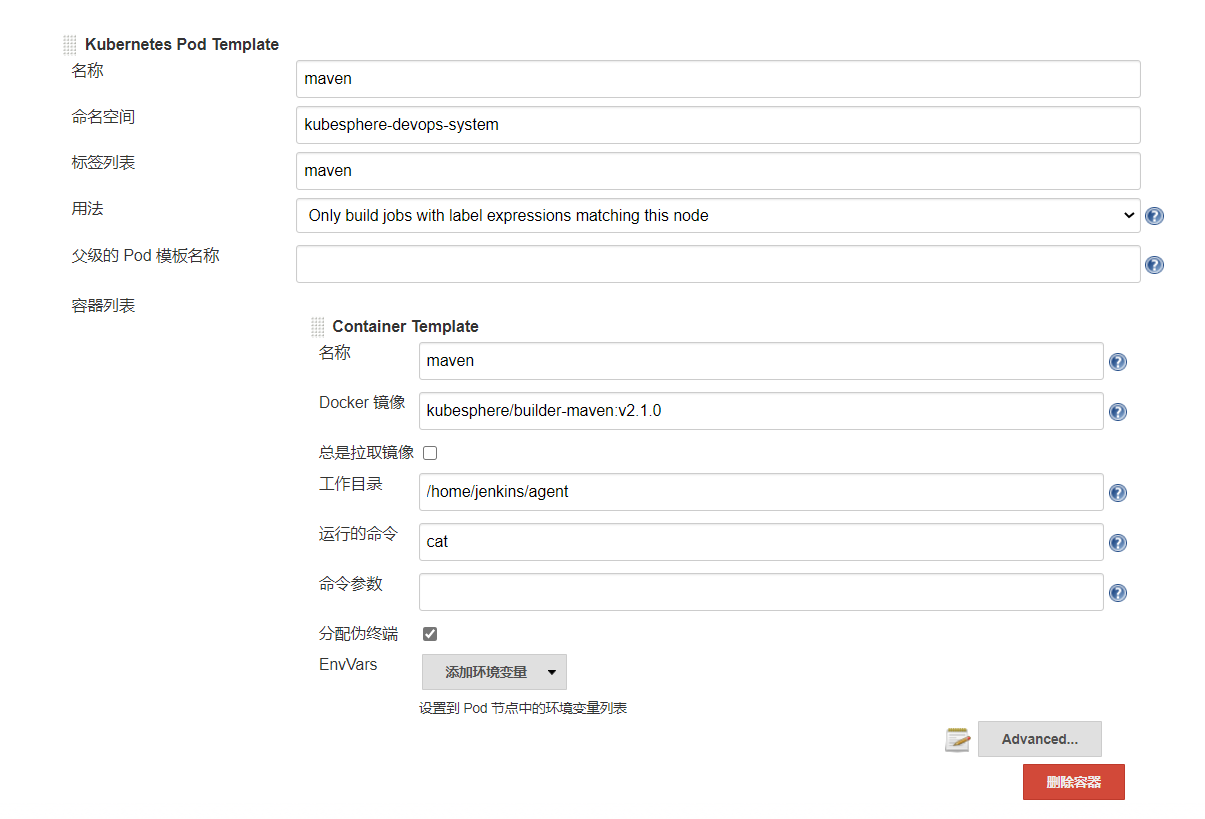 Kubernetes Pod Template
名称
maven
命名空间
kubesphere-devops-system
标签列表
maven
用法
Only build jobs with label expressions matching this node
父级的 Pod 模板名称
容器列表
Container Template
名称
maven
Docker 镜像
kubesphere/builder-maven:v2.1.0
总是拉取镜像
工作目录
/home/jenkins/agent
运行的命令
cat
命令参数
分配伪终端
EnvVars
添加环境变量
设置到 Pod 节点中的环境变量列表
Advanced...
删除容器